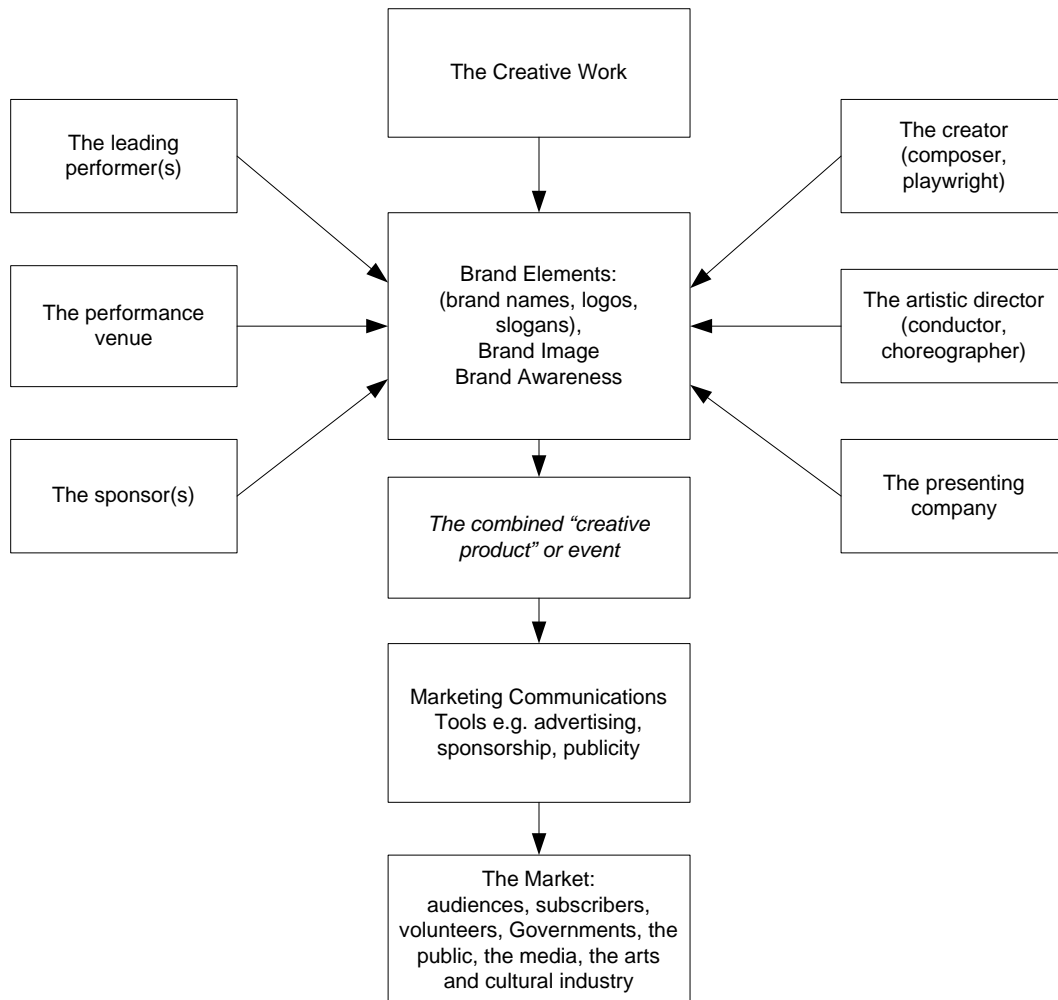 The Creative Work
The leading
performer(s)
The creator
(composer,
playwright)
Brand Elements:
(brand names, logos,
slogans),
Brand Image
Brand Awareness
The performance
venue
The artistic director
(conductor,
choreographer)
The sponsor(s)
The presenting
company
The combined “creative
product” or event
Marketing Communications
Tools e.g. advertising,
sponsorship, publicity
The Market:
audiences, subscribers,
volunteers, Governments, the
public, the media, the arts
and cultural industry